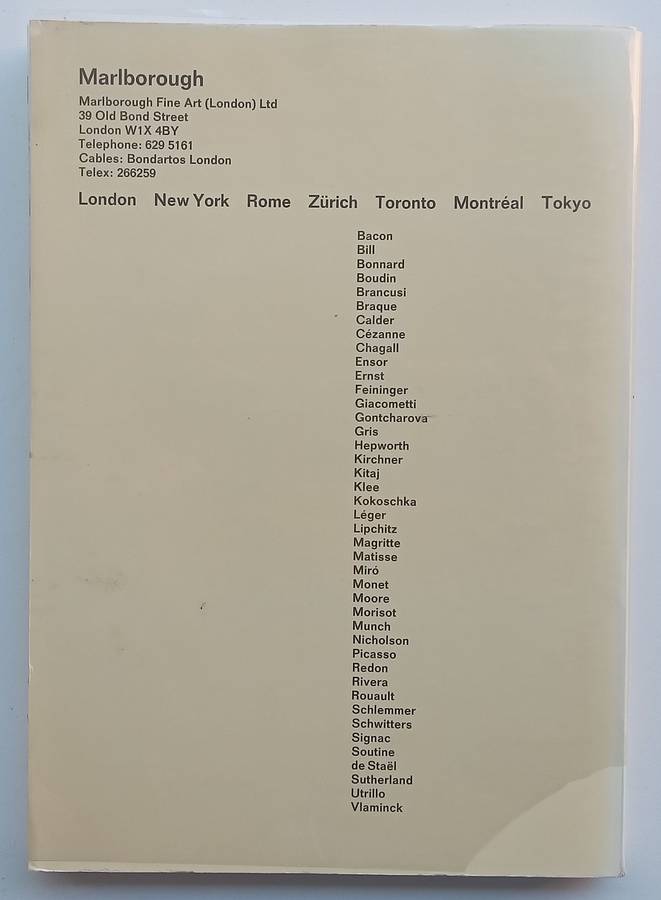 Marlborough
Marlborough Fine Art (London) Ltd
39 Old Bond Street
London W1X 4BY
Telephone: 629 5161
Cables: Bondartos London
Telex: 266259
London New York Rome Zürich Toronto Montréal Tokyo
Bacon
Bill
Bonnard
Boudin
Brancusi
Braque
Calder
Cézanne
Chagall
Ensor
Ernst
Feininger
Giacometti
Gontcharova
Gris
Hepworth
Kirchner
Kitaj
Klee
Kokoschka
Léger
Lipchitz
Magritte
Matisse
Miró
Monet
Moore
Morisot
Munch
Nicholson
Picasso
Redon
Rivera
Rouault
Schlemmer
Schwitters
Signac
Soutine
de Staël
Sutherland
Utrillo
Vlaminck